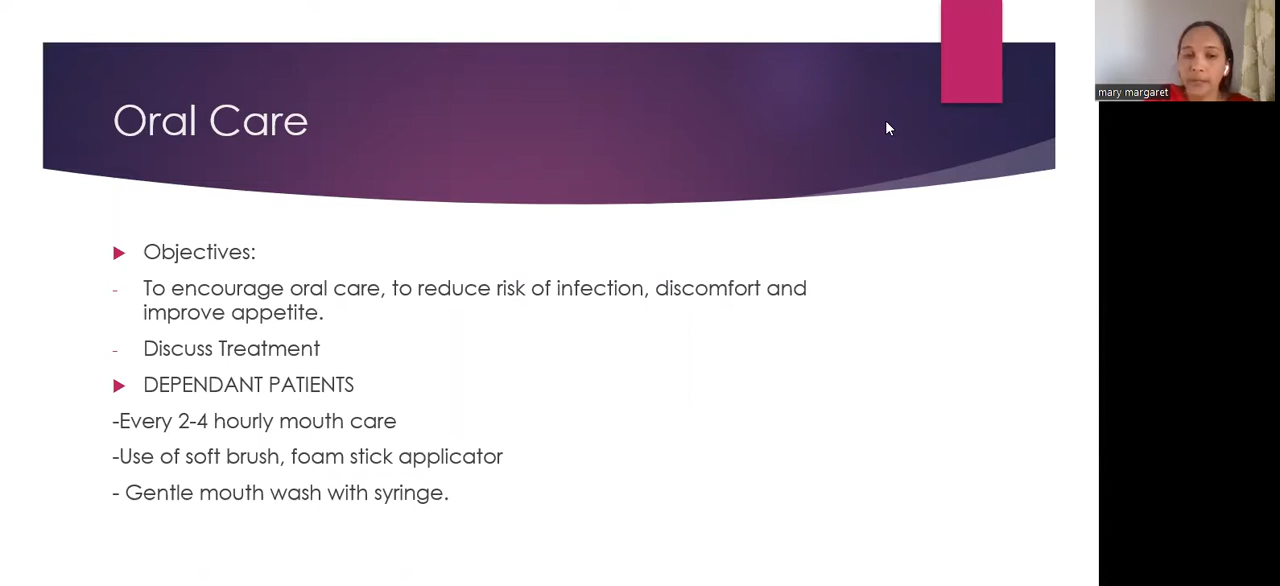 Oral Care
mary margaret
Objectives:
- To encourage oral care, to reduce risk of infection, discomfort and
improve appetite.
- Discuss Treatment
DEPENDANT PATIENTS
-Every 2-4 hourly mouth care
-Use of soft brush, foam stick applicator
- Gentle mouth wash with syringe.